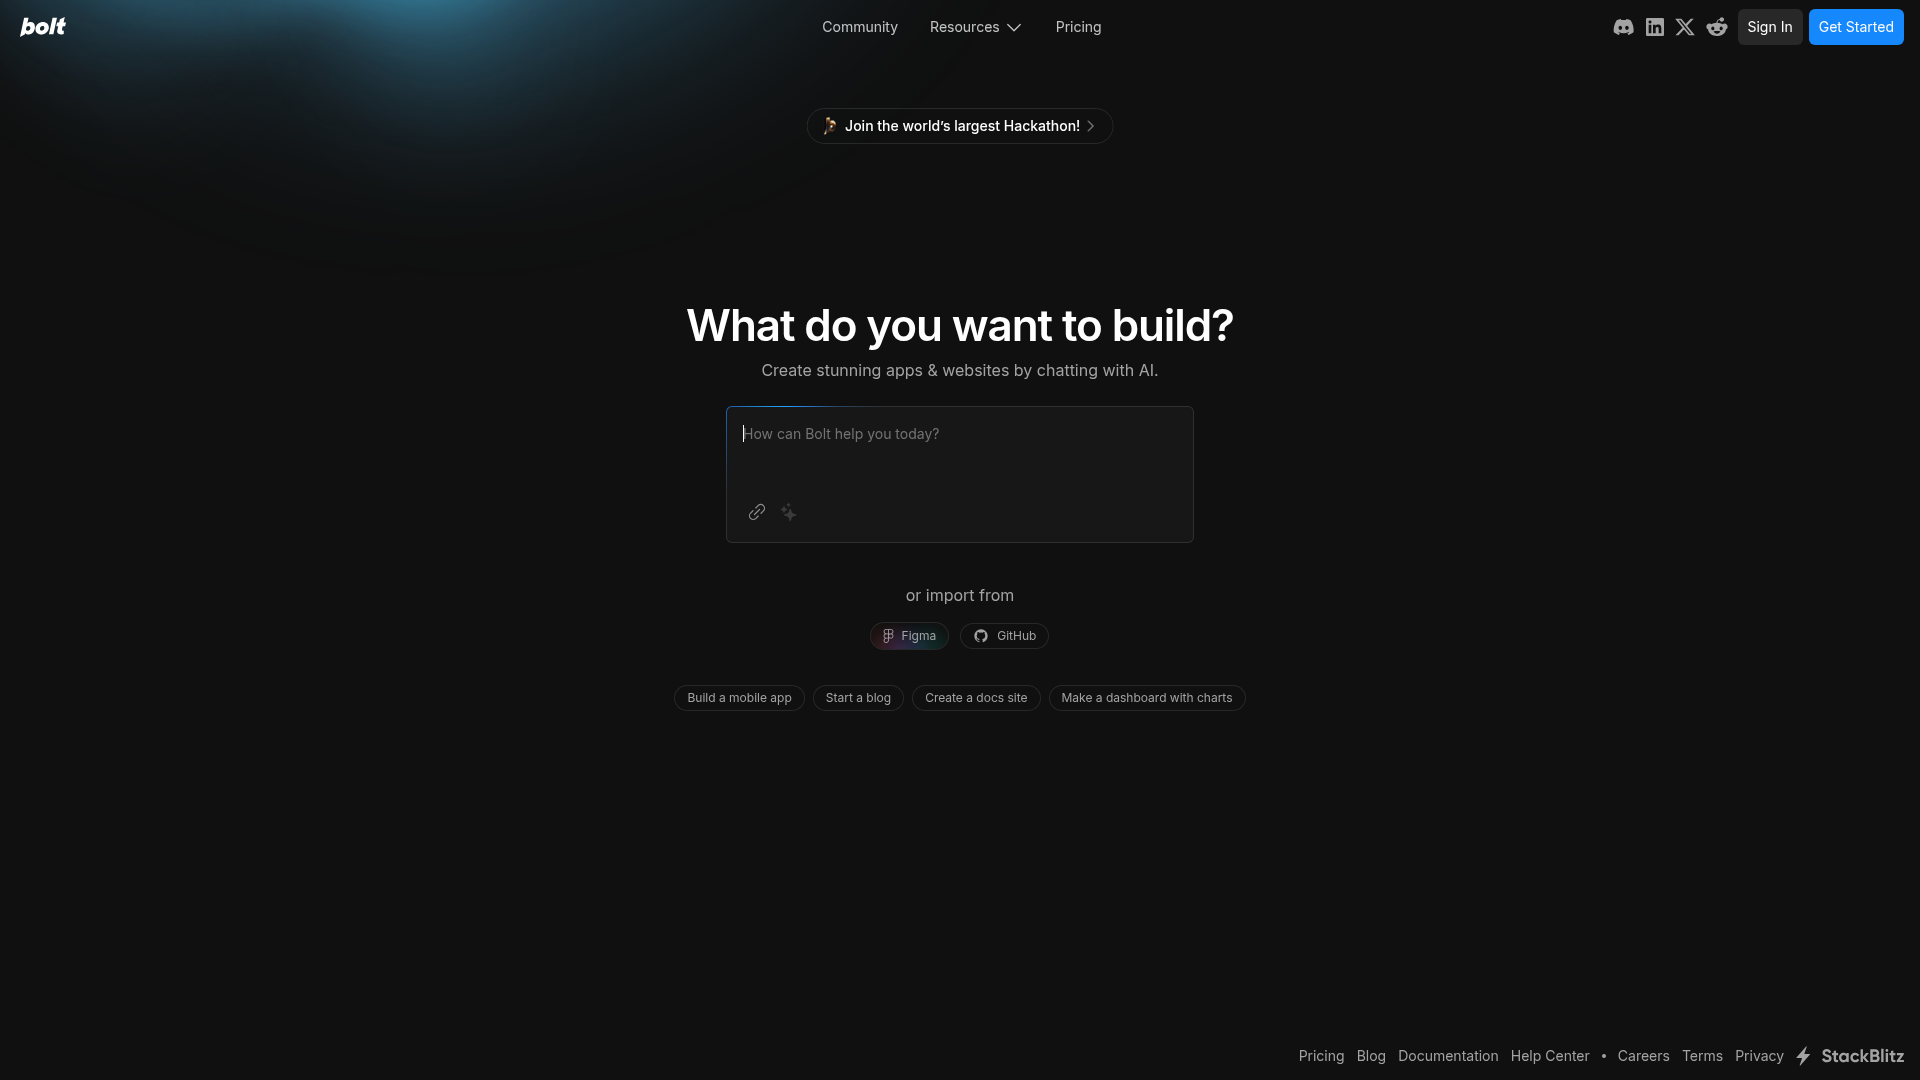 bolt
Community Resources Pricing
Sign In Get Started
Join the world's largest Hackathon!
What do you want to build?
Create stunning apps & websites by chatting with AI.
How can Bolt help you today?
or import from
Figma GitHub
Build a mobile app Start a blog Create a docs site Make a dashboard with charts
Pricing Blog Documentation Help Center • Careers Terms Privacy StackBlitz